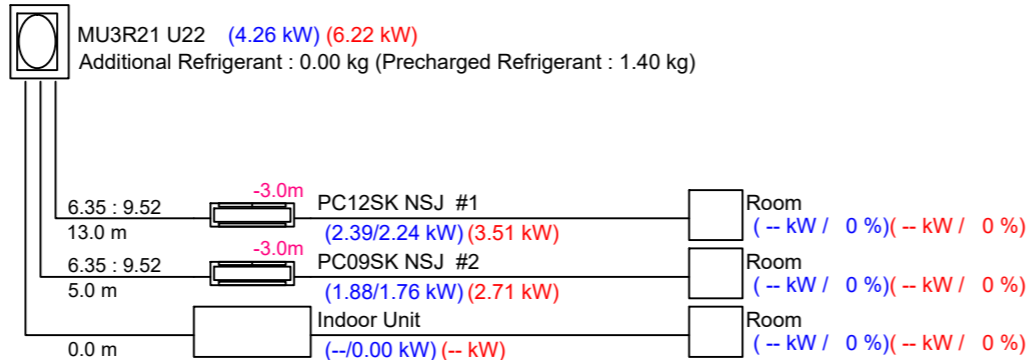 MU3R21 U22 (4.26 kW) (6.22 kW)
Additional Refrigerant : 0.00 kg (Precharged Refrigerant : 1.40 kg)
6.35 : 9.52 -3.0m PC12SK NSJ #1 Room
13.0 m (2.39/2.24 kW) (3.51 kW) ( -- kW / 0 %)( -- kW / 0 %)
6.35 : 9.52 -3.0m PC09SK NSJ #2 Room
5.0 m (1.88/1.76 kW) (2.71 kW) ( -- kW / 0 %)( -- kW / 0 %)
Indoor Unit Room
0.0 m (--/0.00 kW) (-- kW) ( -- kW / 0 %)( -- kW / 0 %)